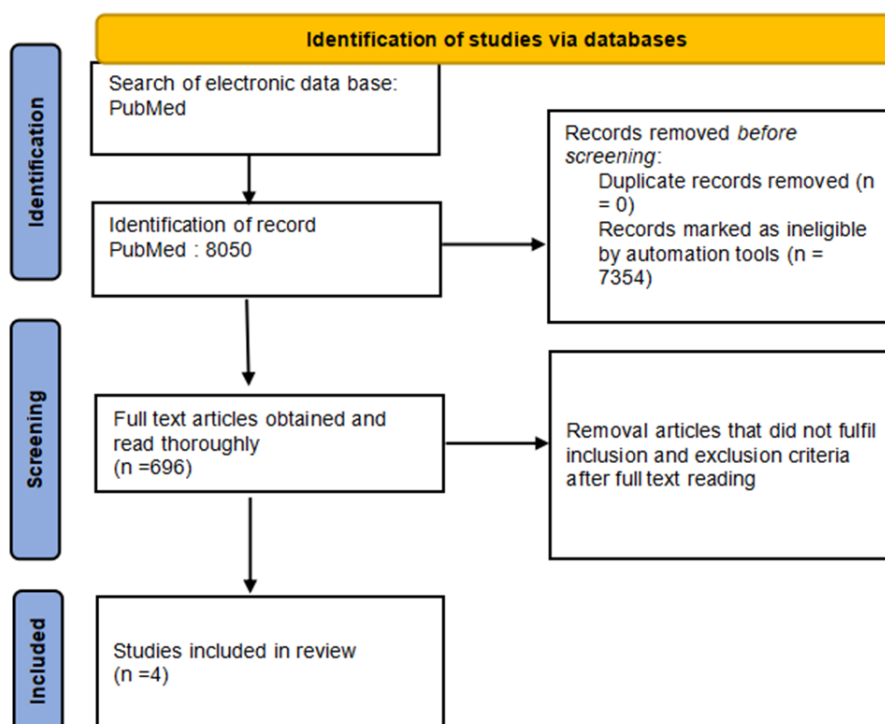 Identification of studies via databases
Identification
Search of electronic data base:
PubMed
Identification of record
PubMed : 8050
Records removed before
screening:
Duplicate records removed (n
= 0)
Records marked as ineligible
by automation tools (n =
7354)
Screening
Full text articles obtained and
read thoroughly
(n =696)
Removal articles that did not fulfil
inclusion and exclusion criteria
after full text reading
Included
Studies included in review
(n =4)